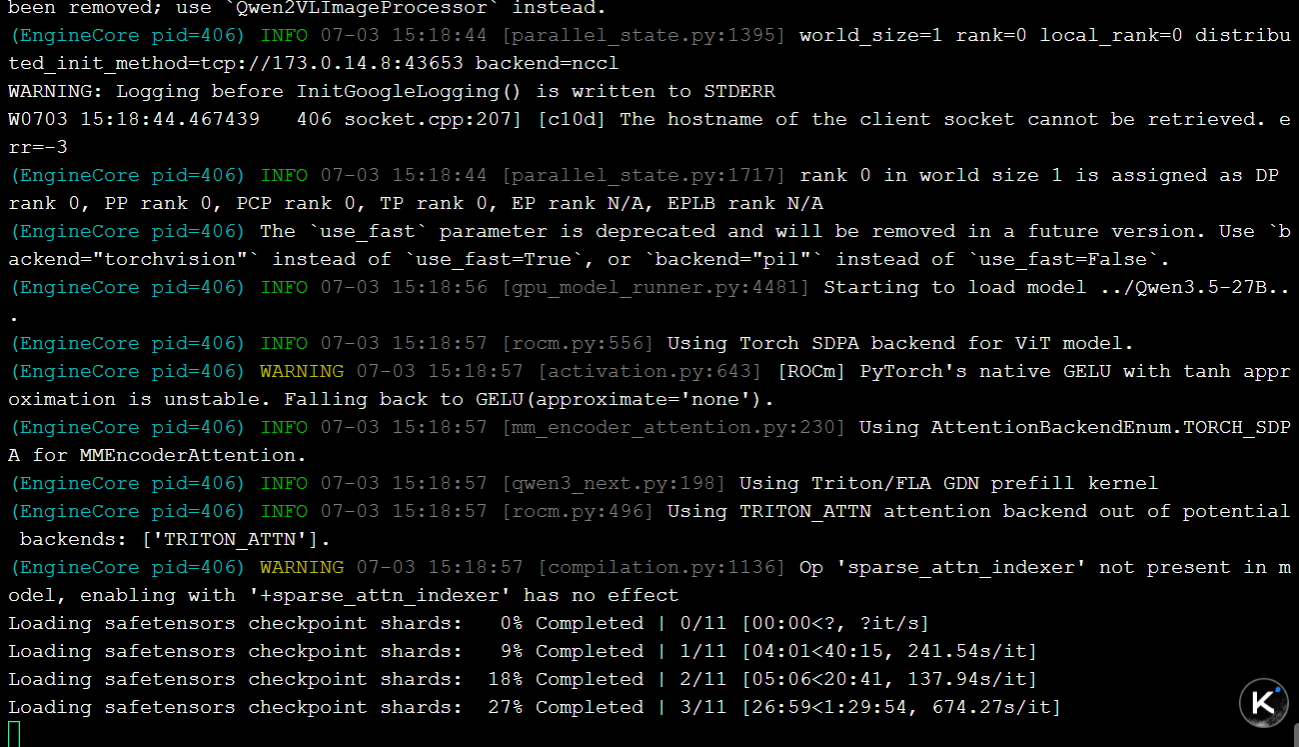 been removed; use `Qwen2VLImageProcessor` instead.
(EngineCore pid=406) INFO 07-03 15:18:44 [parallel_state.py:1395] world_size=1 rank=0 local_rank=0 distribu
ted_init_method=tcp://173.0.14.8:43653 backend=nccl
WARNING: Logging before InitGoogleLogging() is written to STDERR
W0703 15:18:44.467439   406 socket.cpp:207] [c10d] The hostname of the client socket cannot be retrieved. e
rr=-3
(EngineCore pid=406) INFO 07-03 15:18:44 [parallel_state.py:1717] rank 0 in world size 1 is assigned as DP
rank 0, PP rank 0, PCP rank 0, TP rank 0, EP rank N/A, EPLB rank N/A
(EngineCore pid=406) The `use_fast` parameter is deprecated and will be removed in a future version. Use `b
ackend="torchvision"` instead of `use_fast=True`, or `backend="pil"` instead of `use_fast=False`.
(EngineCore pid=406) INFO 07-03 15:18:56 [gpu_model_runner.py:4481] Starting to load model ../Qwen3.5-27B..
.
(EngineCore pid=406) INFO 07-03 15:18:57 [rocm.py:556] Using Torch SDPA backend for ViT model.
(EngineCore pid=406) WARNING 07-03 15:18:57 [activation.py:643] [ROCm] PyTorch's native GELU with tanh appr
oximation is unstable. Falling back to GELU(approximate='none').
(EngineCore pid=406) INFO 07-03 15:18:57 [mm_encoder_attention.py:230] Using AttentionBackendEnum.TORCH_SDP
A for MMEncoderAttention.
(EngineCore pid=406) INFO 07-03 15:18:57 [qwen3_next.py:198] Using Triton/FLA GDN prefill kernel
(EngineCore pid=406) INFO 07-03 15:18:57 [rocm.py:496] Using TRITON_ATTN attention backend out of potential
 backends: ['TRITON_ATTN'].
(EngineCore pid=406) WARNING 07-03 15:18:57 [compilation.py:1136] Op 'sparse_attn_indexer' not present in m
odel, enabling with '+sparse_attn_indexer' has no effect
Loading safetensors checkpoint shards:   0% Completed | 0/11 [00:00<?, ?it/s]
Loading safetensors checkpoint shards:   9% Completed | 1/11 [04:01<40:15, 241.54s/it]
Loading safetensors checkpoint shards:  18% Completed | 2/11 [05:06<20:41, 137.94s/it]
Loading safetensors checkpoint shards:  27% Completed | 3/11 [26:59<1:29:54, 674.27s/it]
K